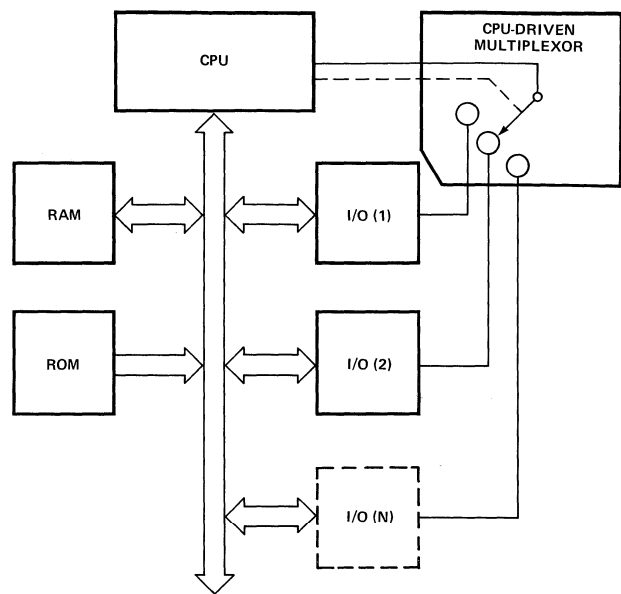 CPU
CPU-DRIVEN
MULTIPLEXOR
RAM
I/O (1)
ROM
I/O (2)
I/O (N)